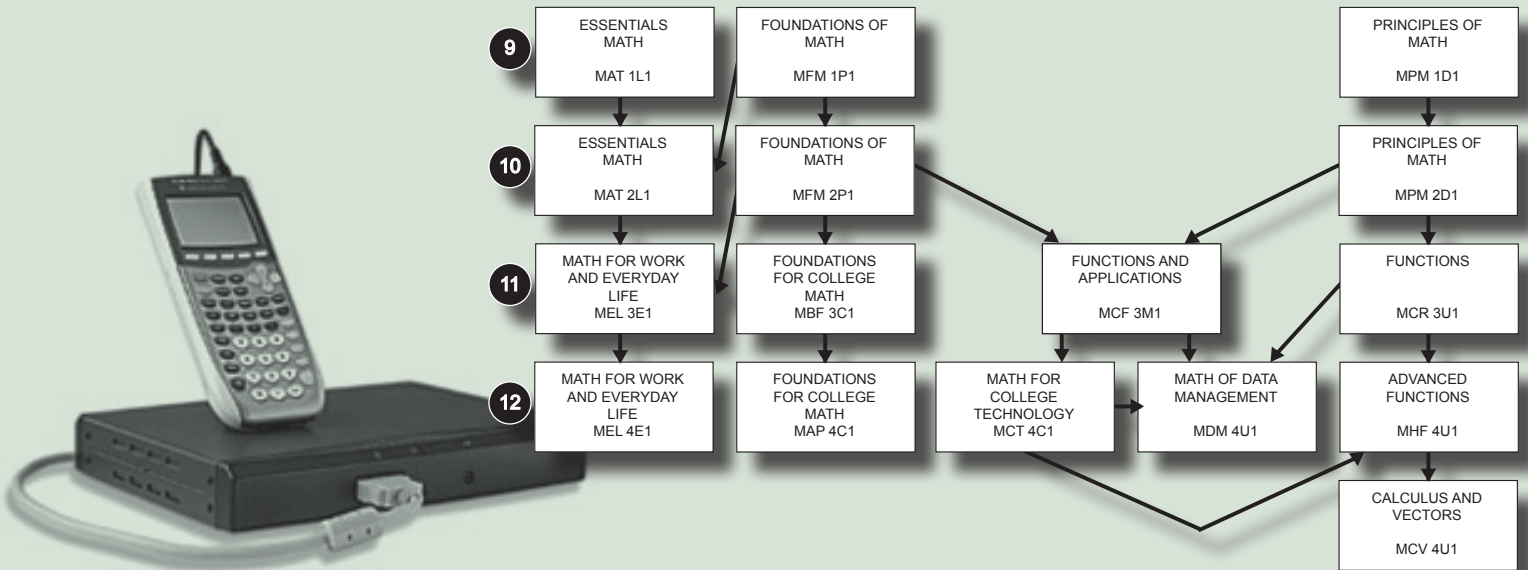 9
ESSENTIALS
MATH
MAT 1L1
FOUNDATIONS OF
MATH
MFM 1P1
PRINCIPLES OF
MATH
MPM 1D1
10
ESSENTIALS
MATH
MAT 2L1
FOUNDATIONS OF
MATH
MFM 2P1
PRINCIPLES OF
MATH
MPM 2D1
11
MATH FOR WORK
AND EVERYDAY
LIFE
MEL 3E1
FOUNDATIONS
FOR COLLEGE
MATH
MBF 3C1
FUNCTIONS AND
APPLICATIONS
MCF 3M1
FUNCTIONS
MCR 3U1
12
MATH FOR WORK
AND EVERYDAY
LIFE
MEL 4E1
FOUNDATIONS
FOR COLLEGE
MATH
MAP 4C1
MATH FOR
COLLEGE
TECHNOLOGY
MCT 4C1
MATH OF DATA
MANAGEMENT
MDM 4U1
ADVANCED
FUNCTIONS
MHF 4U1
CALCULUS AND
VECTORS
MCV 4U1